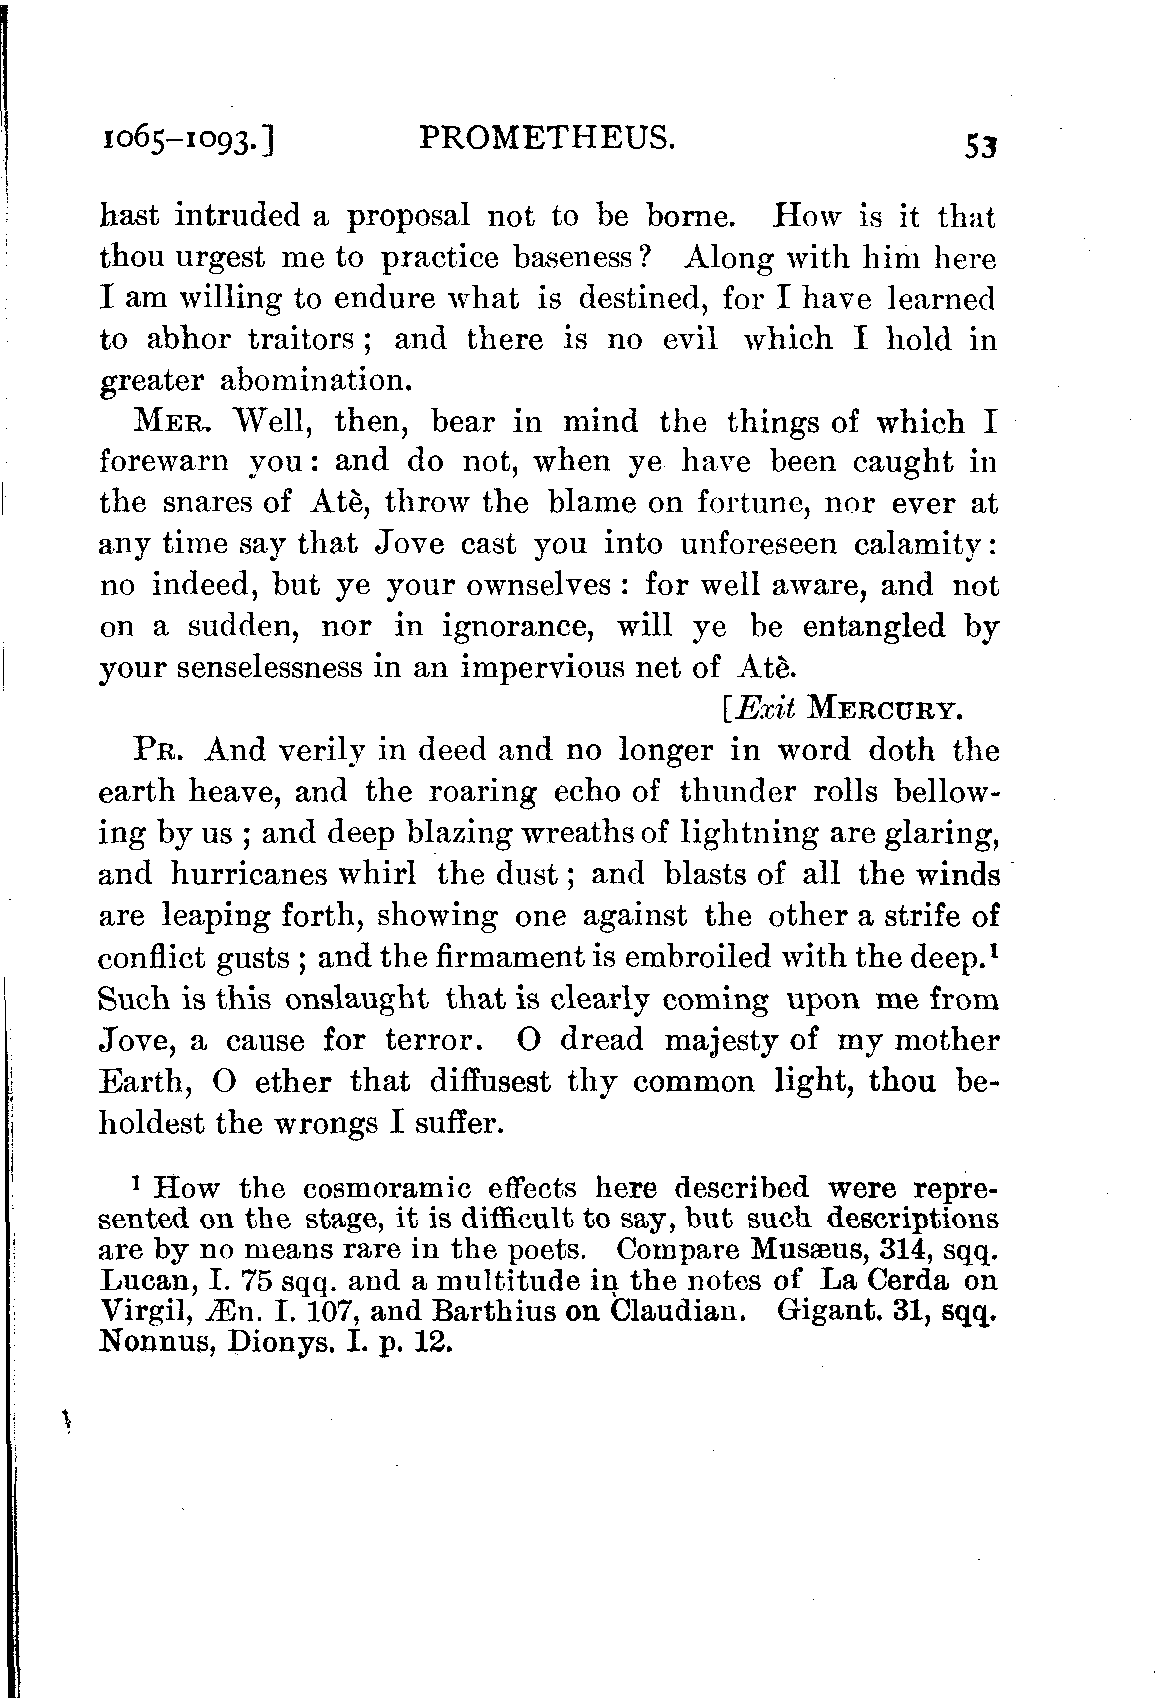 1065–1093.] PROMETHEUS. 53
hast intruded a proposal not to be borne. How is it that
thou urgest me to practice baseness? Along with him here
I am willing to endure what is destined, for I have learned
to abhor traitors; and there is no evil which I hold in
greater abomination.
MER. Well, then, bear in mind the things of which I
forewarn you: and do not, when ye have been caught in
the snares of Atè, throw the blame on fortune, nor ever at
any time say that Jove cast you into unforeseen calamity:
no indeed, but ye your ownselves: for well aware, and not
on a sudden, nor in ignorance, will ye be entangled by
your senselessness in an impervious net of Atè.
[Exit MERCURY.
PR. And verily in deed and no longer in word doth the
earth heave, and the roaring echo of thunder rolls bellow-
ing by us; and deep blazing wreaths of lightning are glaring,
and hurricanes whirl the dust; and blasts of all the winds
are leaping forth, showing one against the other a strife of
conflict gusts; and the firmament is embroiled with the deep.¹
Such is this onslaught that is clearly coming upon me from
Jove, a cause for terror. O dread majesty of my mother
Earth, O ether that diffusest thy common light, thou be-
holdest the wrongs I suffer.
¹ How the cosmoramic effects here described were repre-
sented on the stage, it is difficult to say, but such descriptions
are by no means rare in the poets. Compare Musæus, 314, sqq.
Lucan, I. 75 sqq. and a multitude in the notes of La Cerda on
Virgil, Æn. I. 107, and Barthius on Claudian. Gigant. 31, sqq.
Nonnus, Dionys. I. p. 12.